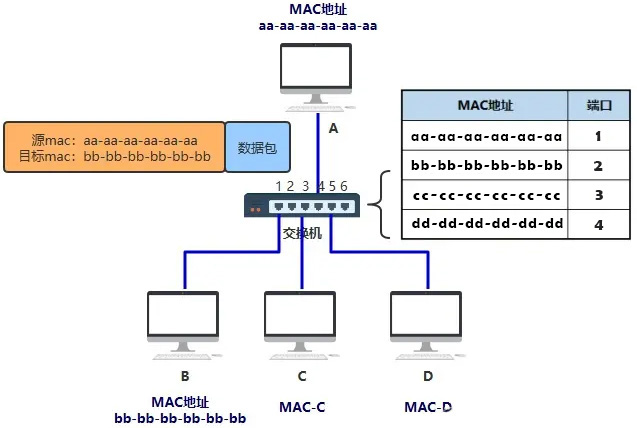 MAC地址
aa-aa-aa-aa-aa-aa
A
源mac：aa-aa-aa-aa-aa-aa
目标mac：bb-bb-bb-bb-bb-bb
数据包
MAC地址 端口
aa-aa-aa-aa-aa-aa 1
bb-bb-bb-bb-bb-bb 2
cc-cc-cc-cc-cc-cc 3
dd-dd-dd-dd-dd-dd 4
1 2 3 4 5 6
交换机
B
C
D
MAC地址
bb-bb-bb-bb-bb-bb
MAC-C
MAC-D